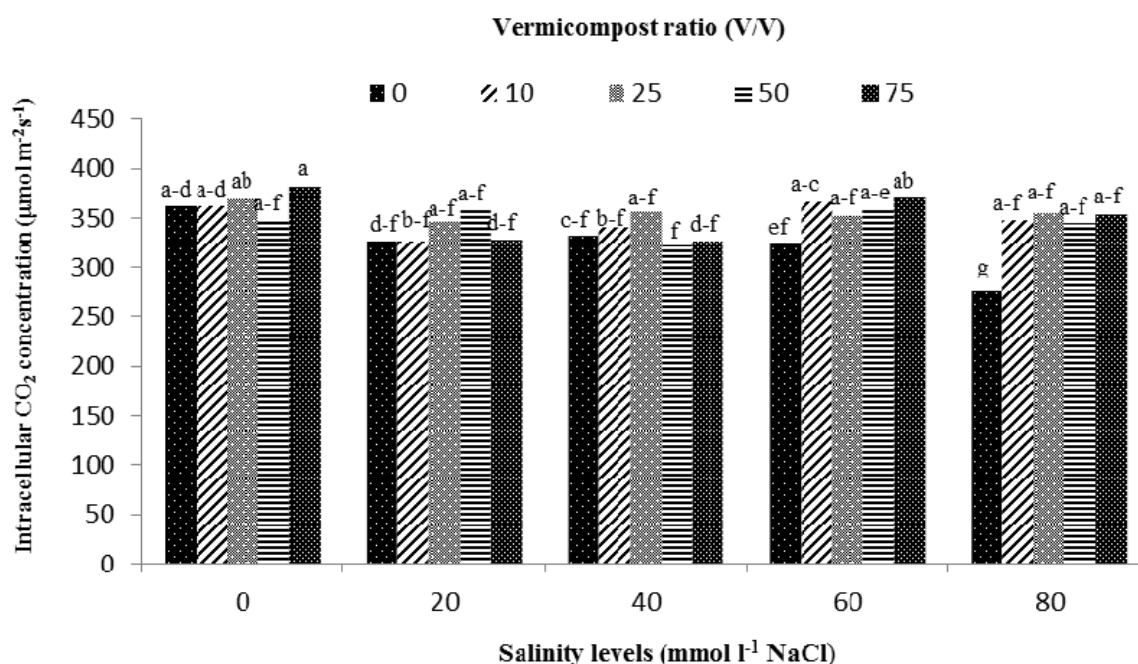 Vermicompost ratio (V/V)
0 10 25 50 75
Intracellular CO₂ concentration (µmol m⁻²s⁻¹)
450
400
350
300
250
200
150
100
50
0
a-d a-d ab a-f a
d-f b-f a-f a-f d-f
c-f b-f a-f f d-f
ef a-c a-f a-e ab
g a-f a-f a-f a-f
0 20 40 60 80
Salinity levels (mmol l⁻¹ NaCl)